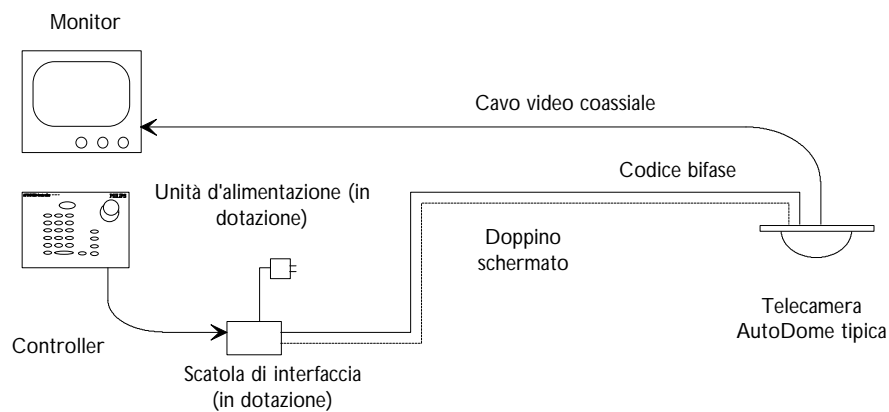 Monitor
Cavo video coassiale
Unità d'alimentazione (in
dotazione)
Codice bifase
PHILIPS
Doppino
schermato
Controller
Scatola di interfaccia
(in dotazione)
Telecamera
AutoDome tipica